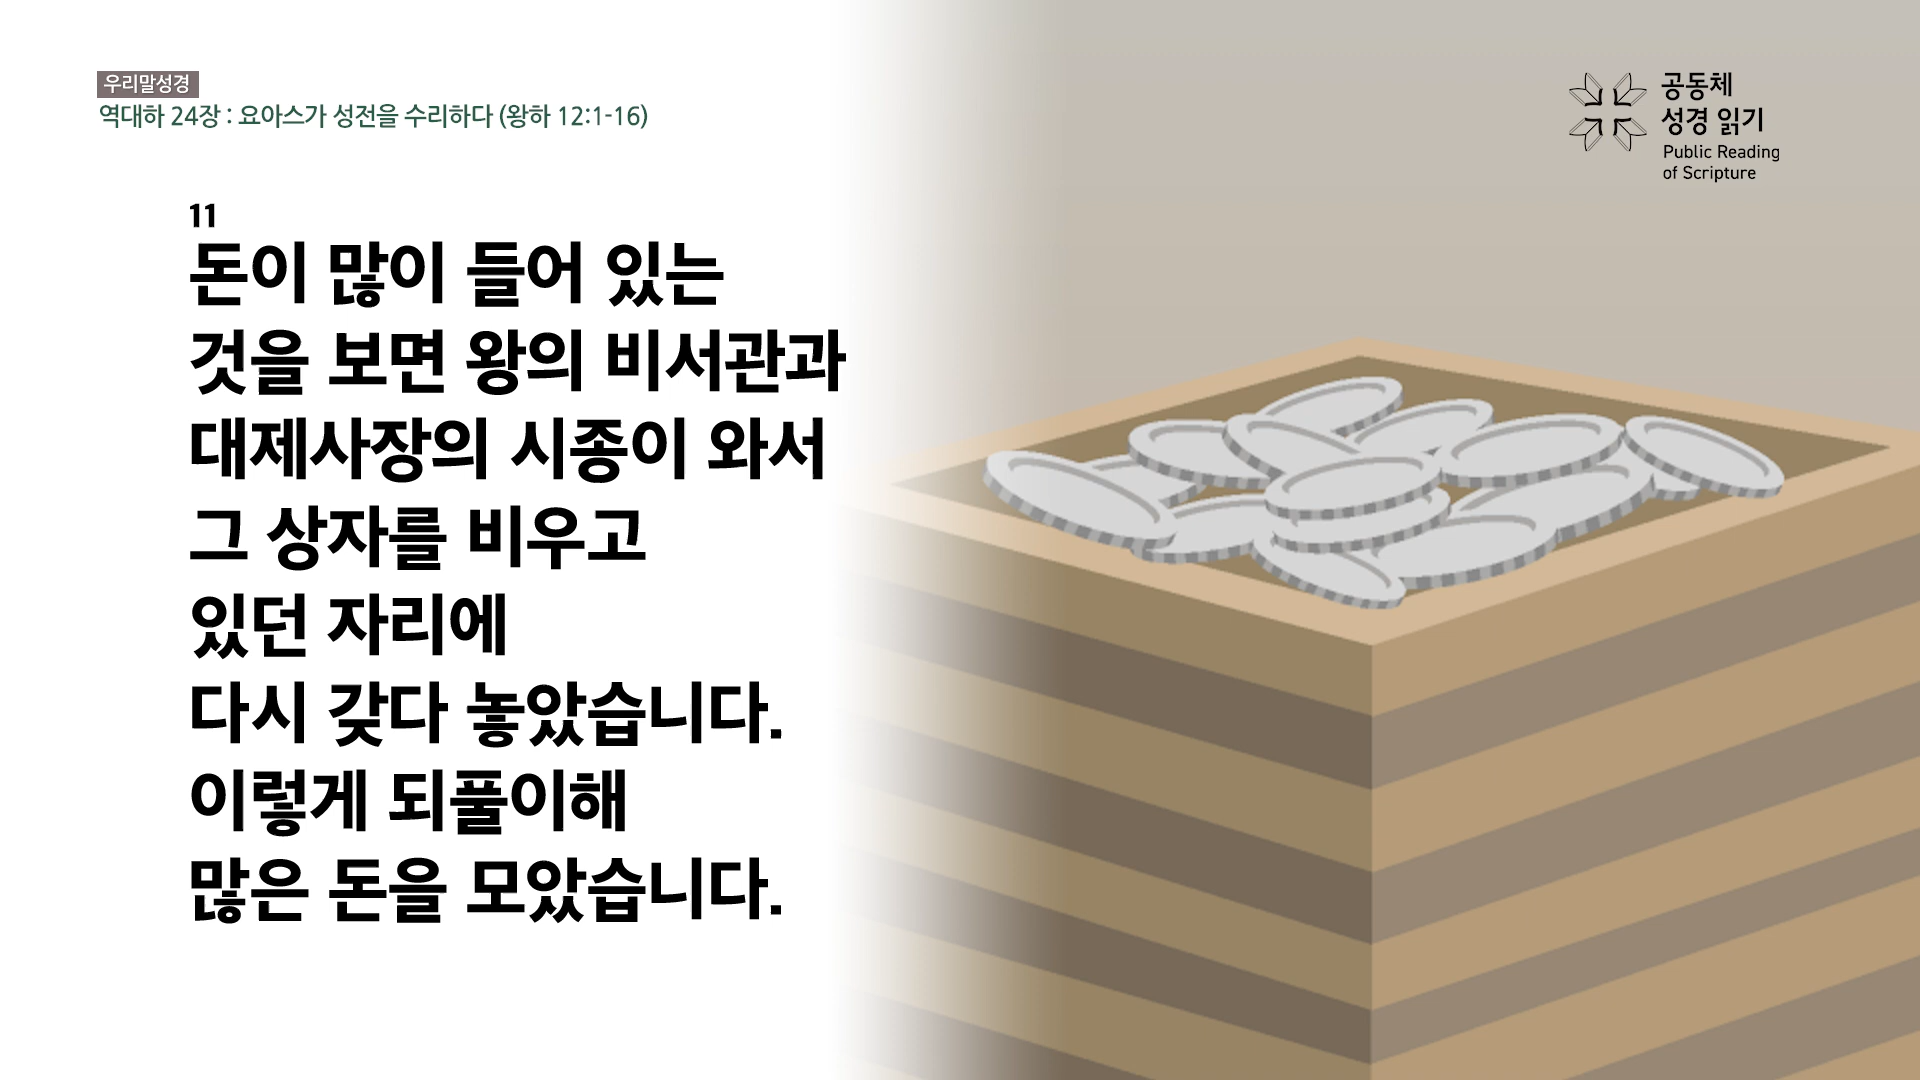 우리말성경
역대하 24장 : 요아스가 성전을 수리하다 (왕하 12:1-16)
공동체
성경 읽기
Public Reading
of Scripture
11
돈이 많이 들어 있는
것을 보면 왕의 비서관과
대제사장의 시종이 와서
그 상자를 비우고
있던 자리에
다시 갖다 놓았습니다.
이렇게 되풀이해
많은 돈을 모았습니다.